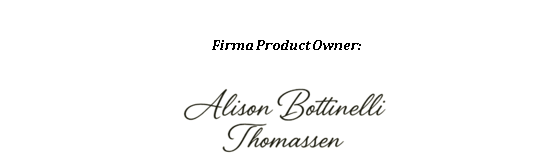 Firma Product Owner:
Alison Bottinelli
Thomassen